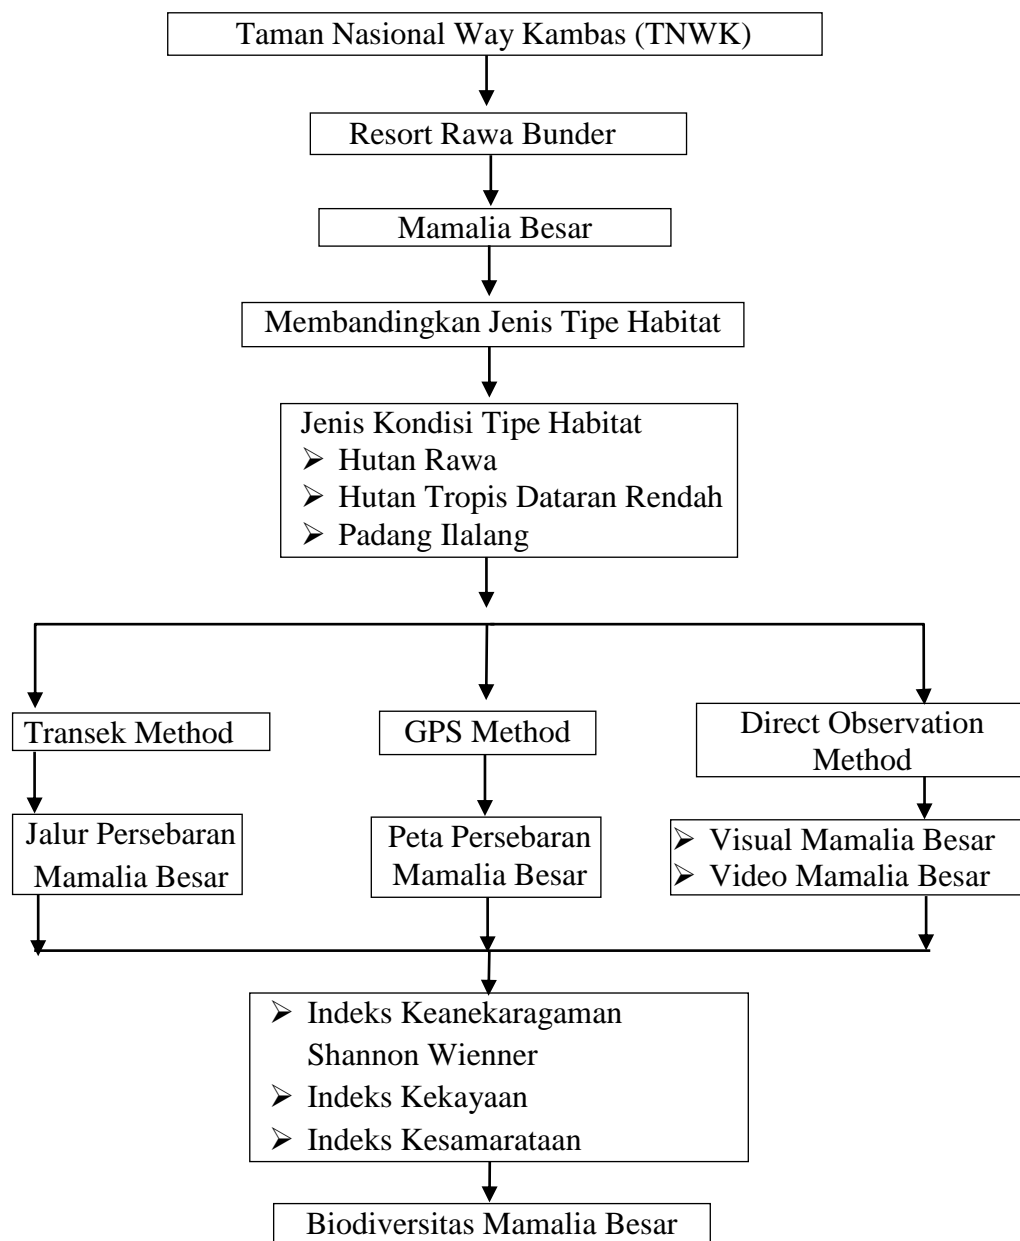 Taman Nasional Way Kambas (TNWK)
Resort Rawa Bunder
Mamalia Besar
Membandingkan Jenis Tipe Habitat
Jenis Kondisi Tipe Habitat
➢ Hutan Rawa
➢ Hutan Tropis Dataran Rendah
➢ Padang Ilalang
Transek Method
GPS Method
Direct Observation
Method
Jalur Persebaran
Mamalia Besar
Peta Persebaran
Mamalia Besar
➢ Visual Mamalia Besar
➢ Video Mamalia Besar
➢ Indeks Keanekaragaman
Shannon Wienner
➢ Indeks Kekayaan
➢ Indeks Kesamarataan
Biodiversitas Mamalia Besar